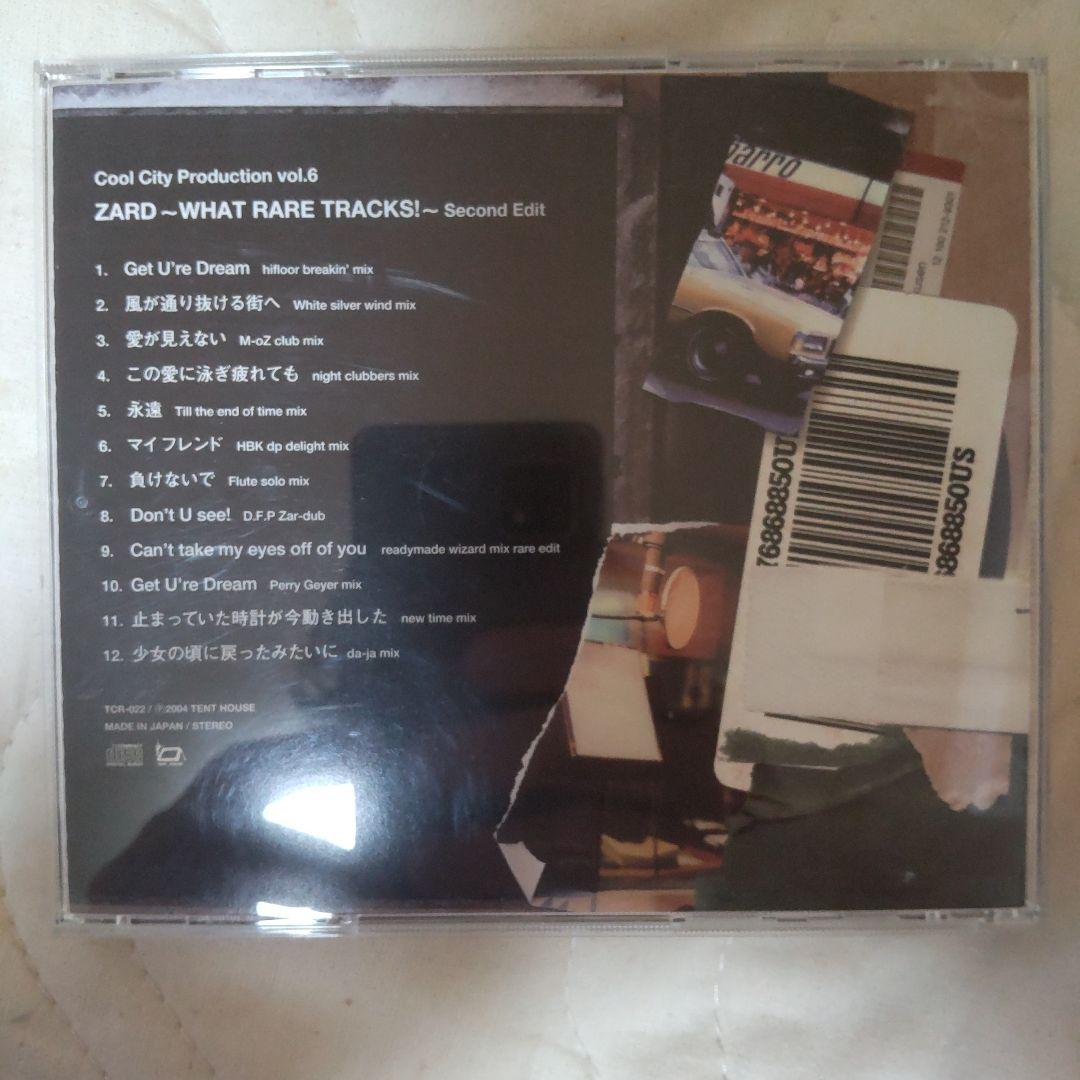 Cool City Production vol.6
ZARD ~WHAT RARE TRACKS!~ Second Edit
1. Get U're Dream hifloor breakin' mix
2. 風が通り抜ける街へ White silver wind mix
3. 愛が見えない M-oZ club mix
4. この愛に泳ぎ疲れても night clubbers mix
5. 永遠 Till the end of time mix
6. マイ フレンド HBK dp delight mix
7. 負けないで Flute solo mix
8. Don't U see! D.F.P Zar-dub
9. Can't take my eyes off of you readymade wizard mix rare edit
10. Get U're Dream Perry Geyer mix
11. 止まっていた時計が今動き出した new time mix
12. 少女の頃に戻ったみたいに da-ja mix
TCR-022 / Ⓟ2004 TENT HOUSE
MADE IN JAPAN / STEREO
arro
7686850US
686850US